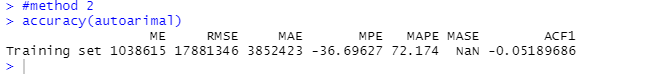 > #method 2
> accuracy(autoarimal)
ME RMSE MAE MPE MAPE MASE ACF1
Training set 1038615 17881346 3852423 -36.69627 72.174 NaN -0.05189686
>